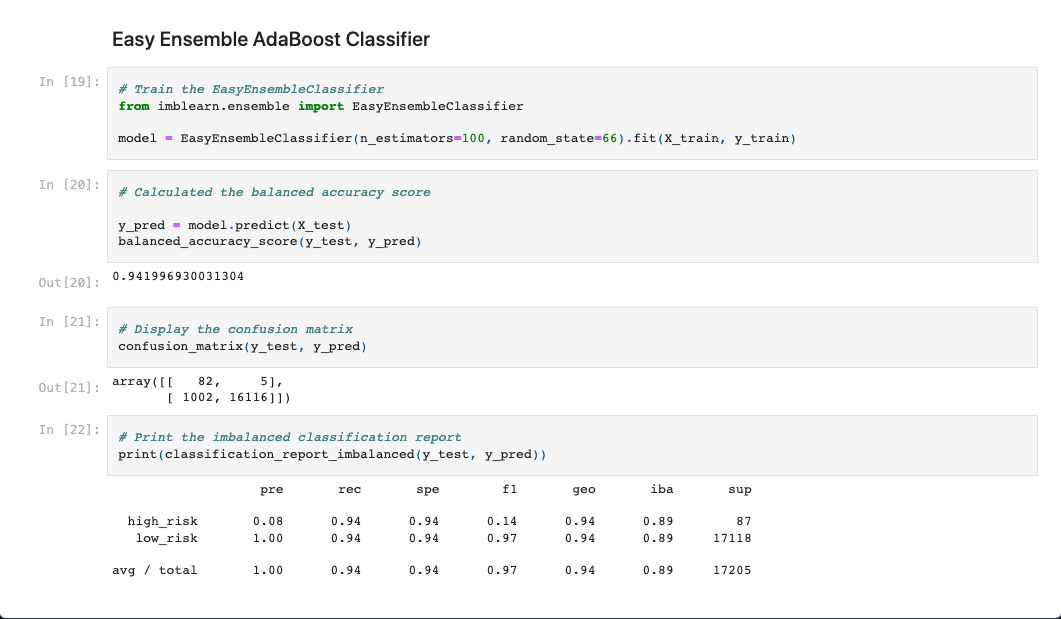 Easy Ensemble AdaBoost Classifier
In [19]:
# Train the EasyEnsembleClassifier
from imblearn.ensemble import EasyEnsembleClassifier
model = EasyEnsembleClassifier(n_estimators=100, random_state=66).fit(X_train, y_train)
In [20]:
# Calculated the balanced accuracy score
y_pred = model.predict(X_test)
balanced_accuracy_score(y_test, y_pred)
Out[20]:
0.941996930031304
In [21]:
# Display the confusion matrix
confusion_matrix(y_test, y_pred)
Out[21]:
array([[   82,     5],
       [ 1002, 16116]])
In [22]:
# Print the imbalanced classification report
print(classification_report_imbalanced(y_test, y_pred))
pre rec spe f1 geo iba sup
high_risk 0.08 0.94 0.94 0.14 0.94 0.89 87
low_risk 1.00 0.94 0.94 0.97 0.94 0.89 17118
avg / total 1.00 0.94 0.94 0.97 0.94 0.89 17205